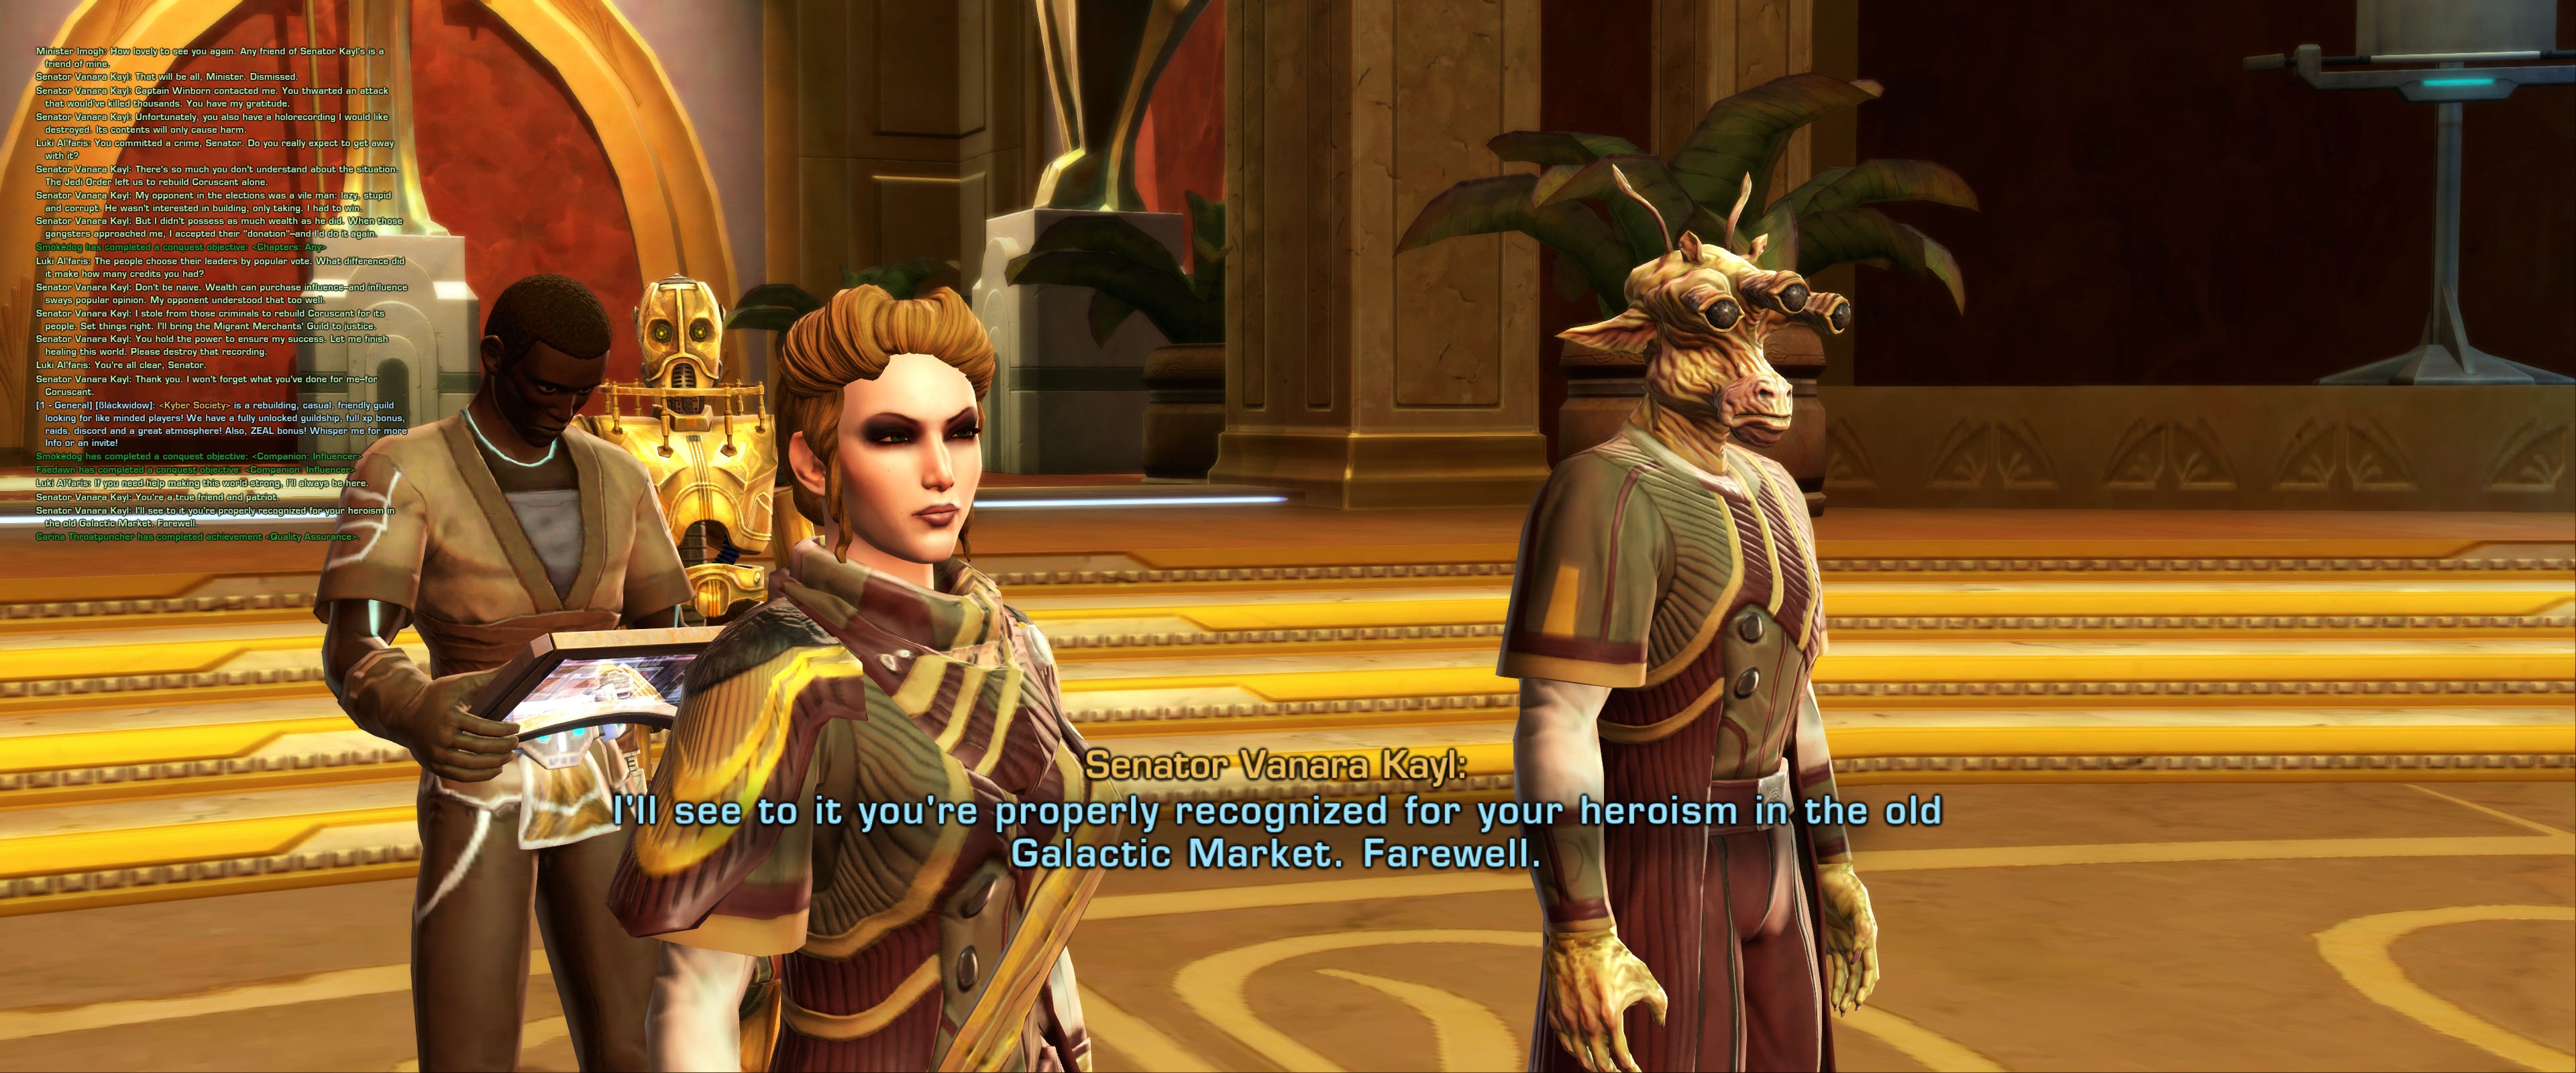 Minister Imogh: How lovely to see you again. Any friend of Senator Kayl's is a
friend of mine.
Senator Vanara Kayl: That will be all, Minister. Dismissed.
Senator Vanara Kayl: Captain Winborn contacted me. You thwarted an attack
that would've killed thousands. You have my gratitude.
Senator Vanara Kayl: Unfortunately, you also have a holorecording I would like
destroyed. Its contents will only cause harm.
Luki Al'faris: You committed a crime, Senator. Do you really expect to get away
with it?
Senator Vanara Kayl: There's so much you don't understand about the situation.
The Jedi Order left us to rebuild Coruscant alone.
Senator Vanara Kayl: My opponent in the elections was a vile man: lazy, stupid
and corrupt. He wasn't interested in building, only taking. I had to win.
Senator Vanara Kayl: But I didn't possess as much wealth as he did. When those
gangsters approached me, I accepted their "donation"–and I'd do it again.
Smökèdog has completed a conquest objective: <Chapters: Any>
Luki Al'faris: The people choose their leaders by popular vote. What difference did
it make how many credits you had?
Senator Vanara Kayl: Don't be naive. Wealth can purchase influence–and influence
sways popular opinion. My opponent understood that too well.
Senator Vanara Kayl: I stole from those criminals to rebuild Coruscant for its
people. Set things right. I'll bring the Migrant Merchants' Guild to justice.
Senator Vanara Kayl: You hold the power to ensure my success. Let me finish
healing this world. Please destroy that recording.
Luki Al'faris: You're all clear, Senator.
Senator Vanara Kayl: Thank you. I won't forget what you've done for me–for
Coruscant.
[1 - General] [ßláckwidow]: <Kyber Society> is a rebuilding, casual, friendly guild
looking for like minded players! We have a fully unlocked guildship, full xp bonus,
raids, discord and a great atmosphere! Also, ZEAL bonus! Whisper me for more
Info or an invite!
Smökèdog has completed a conquest objective: <Companion: Influencer>
Faedawn has completed a conquest objective: <Companion: Influencer>
Luki Al'faris: If you need help making this world strong, I'll always be here.
Senator Vanara Kayl: You're a true friend and patriot.
Senator Vanara Kayl: I'll see to it you're properly recognized for your heroism in
the old Galactic Market. Farewell.
Carina Throatpuncher has completed achievement <Quality Assurance>.
Senator Vanara Kayl:
I'll see to it you're properly recognized for your heroism in the old
Galactic Market. Farewell.